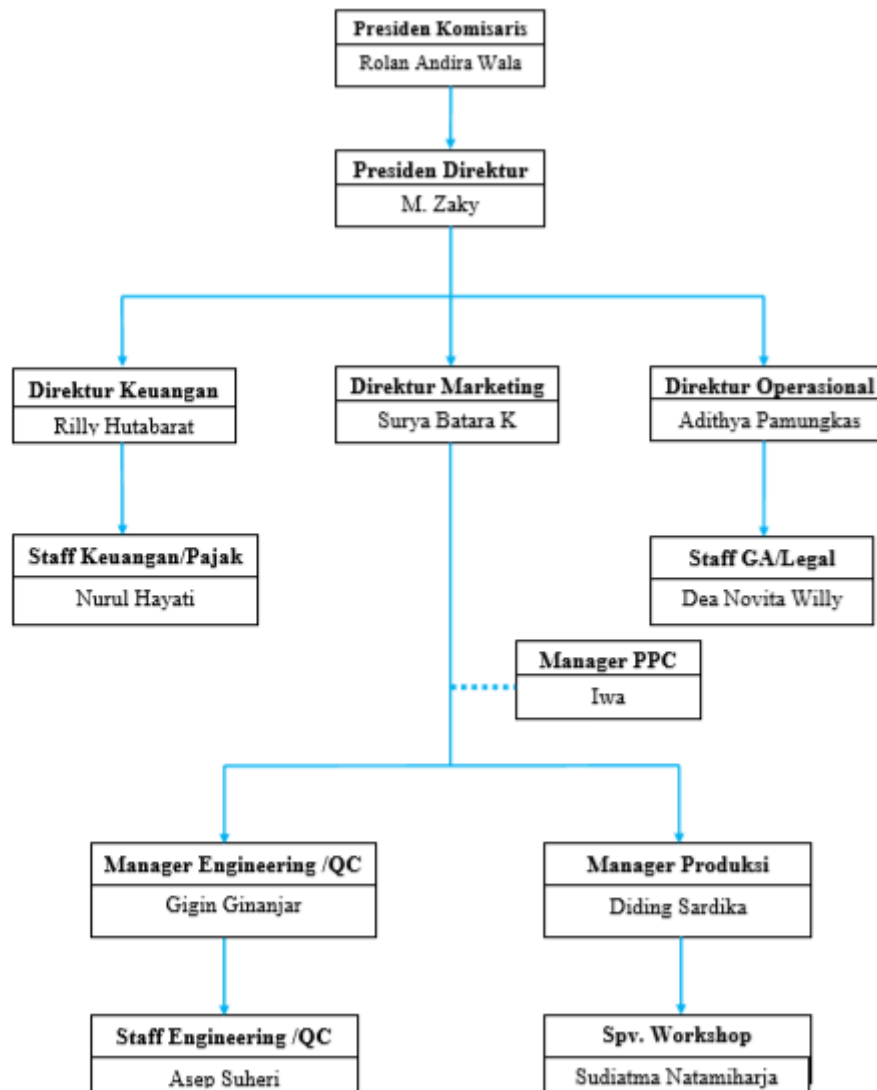 Presiden Komisaris
Rolan Andira Wala
Presiden Direktur
M. Zaky
Direktur Keuangan
Rilly Hutabarat
Direktur Marketing
Surya Batara K
Direktur Operasional
Adithya Pamungkas
Staff Keuangan/Pajak
Nurul Hayati
Staff GA/Legal
Dea Novita Willy
Manager PPC
Iwa
Manager Engineering /QC
Gigin Ginanjar
Manager Produksi
Diding Sardika
Staff Engineering /QC
Asep Suheri
Spv. Workshop
Sudiatma Natamiharja